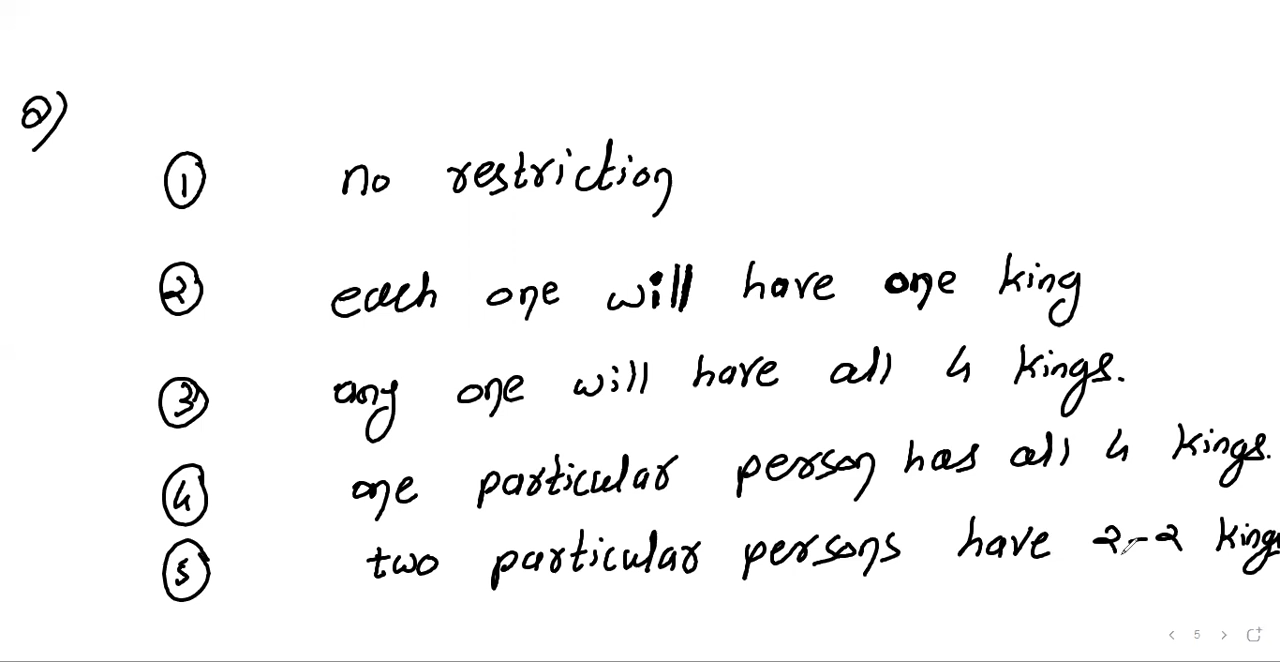 Q)
① no restriction
② each one will have one king
③ any one will have all 4 kings.
④ one particular person has all 4 kings.
⑤ two particular persons have 2-2
< 5 >